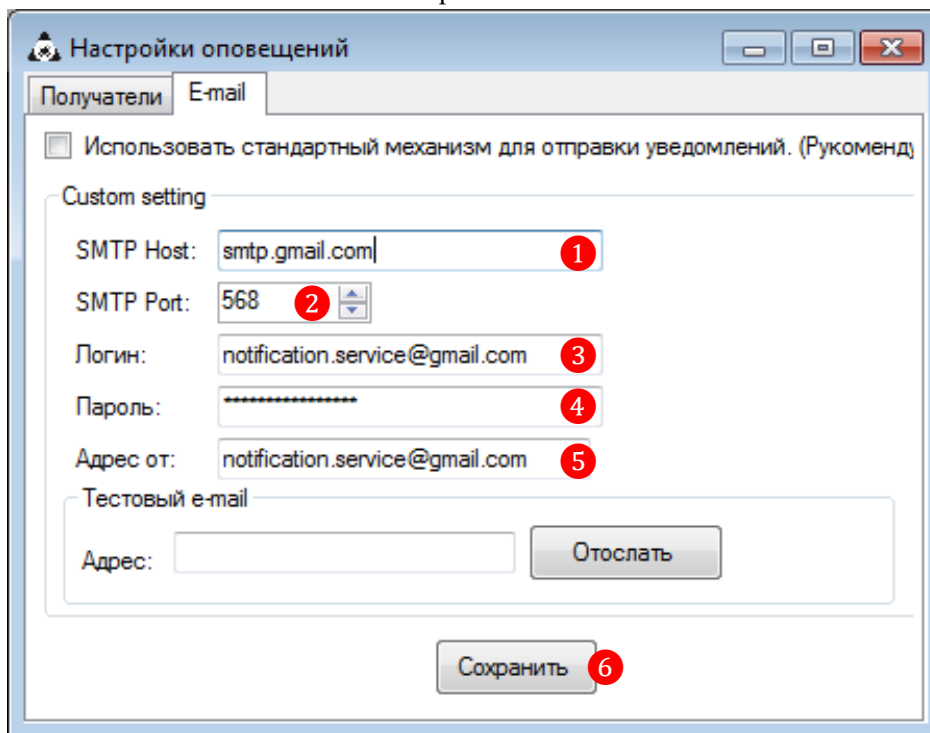 Настройки оповещений
Получатели E-mail
Использовать стандартный механизм для отправки уведомлений. (Рукоменду
Custom setting
SMTP Host: smtp.gmail.com 1
SMTP Port: 568 2
Логин: notification.service@gmail.com 3
Пароль: **************** 4
Адрес от: notification.service@gmail.com 5
Тестовый e-mail
Адрес: Отослать
Сохранить 6